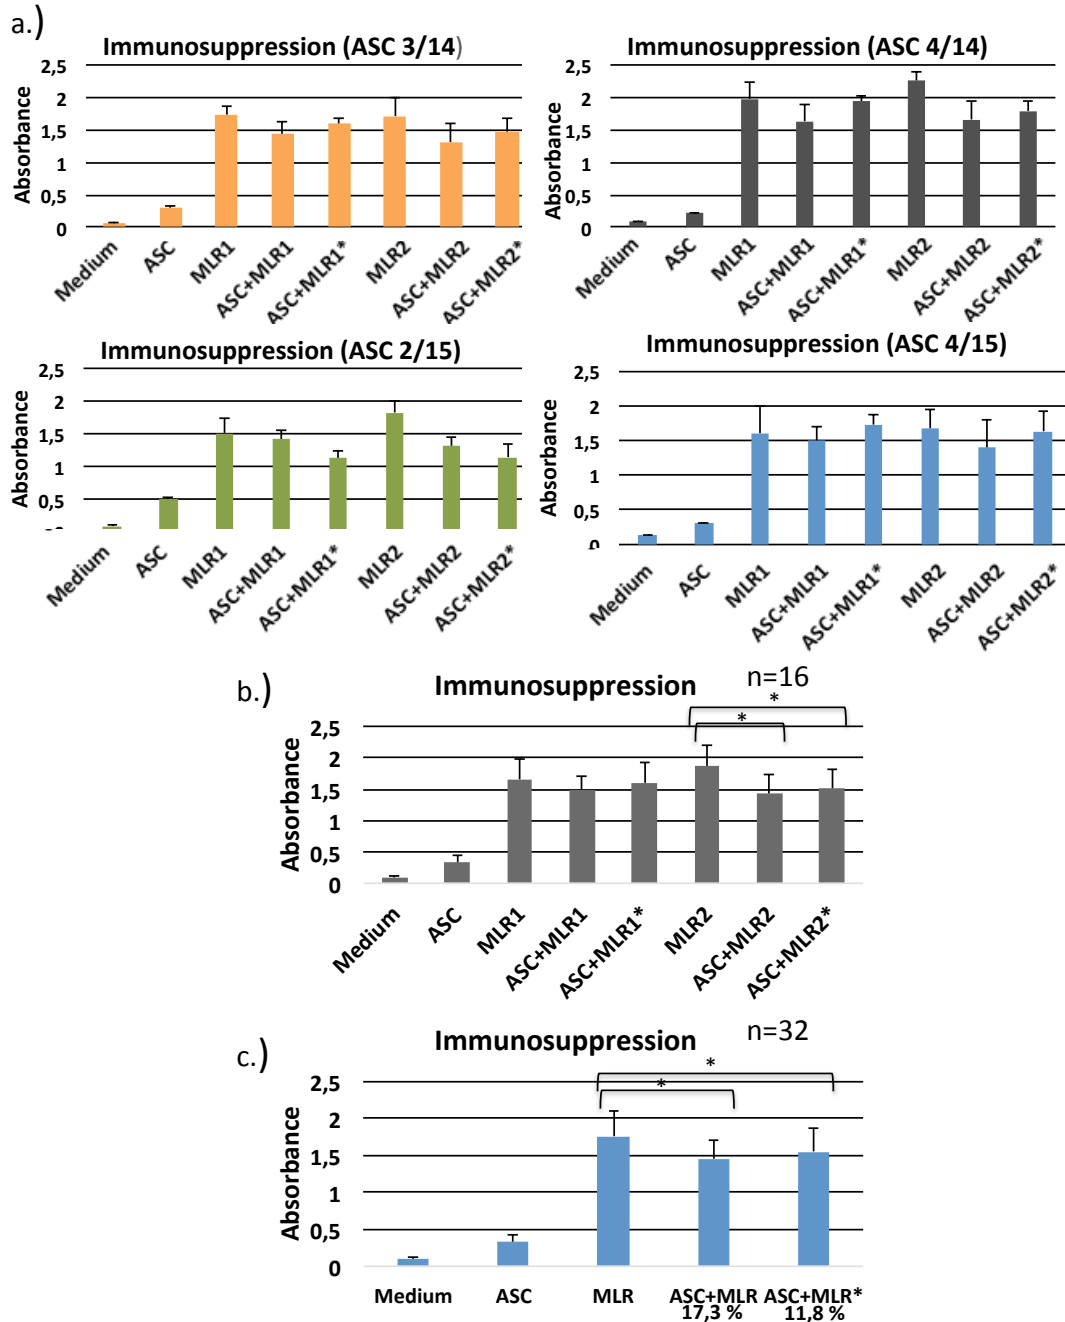 a.)
Immunosuppression (ASC 3/14)
Absorbance
2,5
2
1,5
1
0,5
0
Medium
ASC
MLR1
ASC+MLR1
ASC+MLR1*
MLR2
ASC+MLR2
ASC+MLR2*
Immunosuppression (ASC 4/14)
Absorbance
2,5
2
1,5
1
0,5
0
Medium
ASC
MLR1
ASC+MLR1
ASC+MLR1*
MLR2
ASC+MLR2
ASC+MLR2*
Immunosuppression (ASC 2/15)
Absorbance
2,5
2
1,5
1
0,5
Medium
ASC
MLR1
ASC+MLR1
ASC+MLR1*
MLR2
ASC+MLR2
ASC+MLR2*
Immunosuppression (ASC 4/15)
Absorbance
2,5
2
1,5
1
0,5
0
Medium
ASC
MLR1
ASC+MLR1
ASC+MLR1*
MLR2
ASC+MLR2
ASC+MLR2*
b.)
Immunosuppression
n=16
*
*
Absorbance
2,5
2
1,5
1
0,5
0
Medium
ASC
MLR1
ASC+MLR1
ASC+MLR1*
MLR2
ASC+MLR2
ASC+MLR2*
c.)
Immunosuppression
n=32
*
*
Absorbance
2,5
2
1,5
1
0,5
0
Medium
ASC
MLR
ASC+MLR
17,3 %
ASC+MLR*
11,8 %